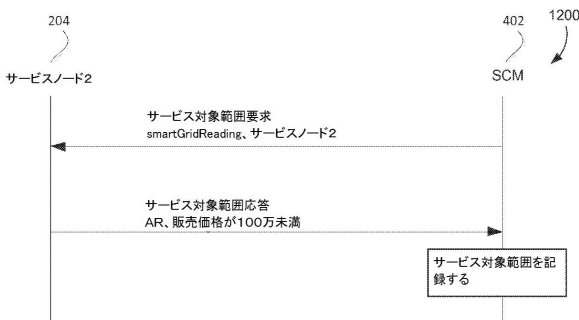 204
402
1200
サービスノード2
SCM
サービス対象範囲要求
smartGridReading、サービスノード2
サービス対象範囲応答
AR、販売価格が100万未満
サービス対象範囲を記
録する